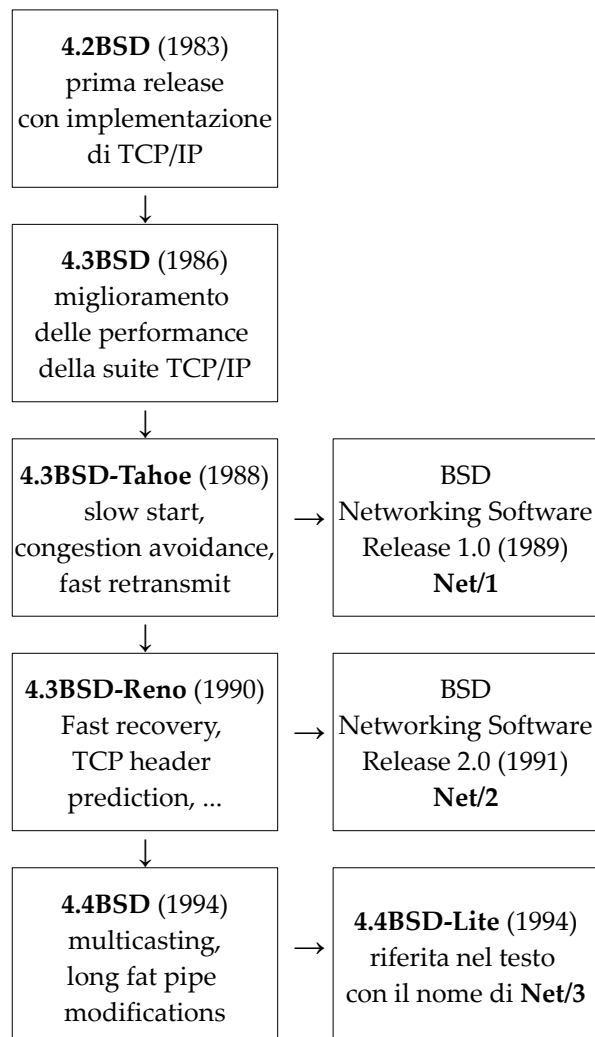 4.2BSD (1983)
prima release
con implementazione
di TCP/IP
↓
4.3BSD (1986)
miglioramento
delle performance
della suite TCP/IP
↓
4.3BSD-Tahoe (1988)
slow start,
congestion avoidance,
fast retransmit
→
BSD
Networking Software
Release 1.0 (1989)
Net/1
↓
4.3BSD-Reno (1990)
Fast recovery,
TCP header
prediction, ...
→
BSD
Networking Software
Release 2.0 (1991)
Net/2
↓
4.4BSD (1994)
multicasting,
long fat pipe
modifications
→
4.4BSD-Lite (1994)
riferita nel testo
con il nome di Net/3